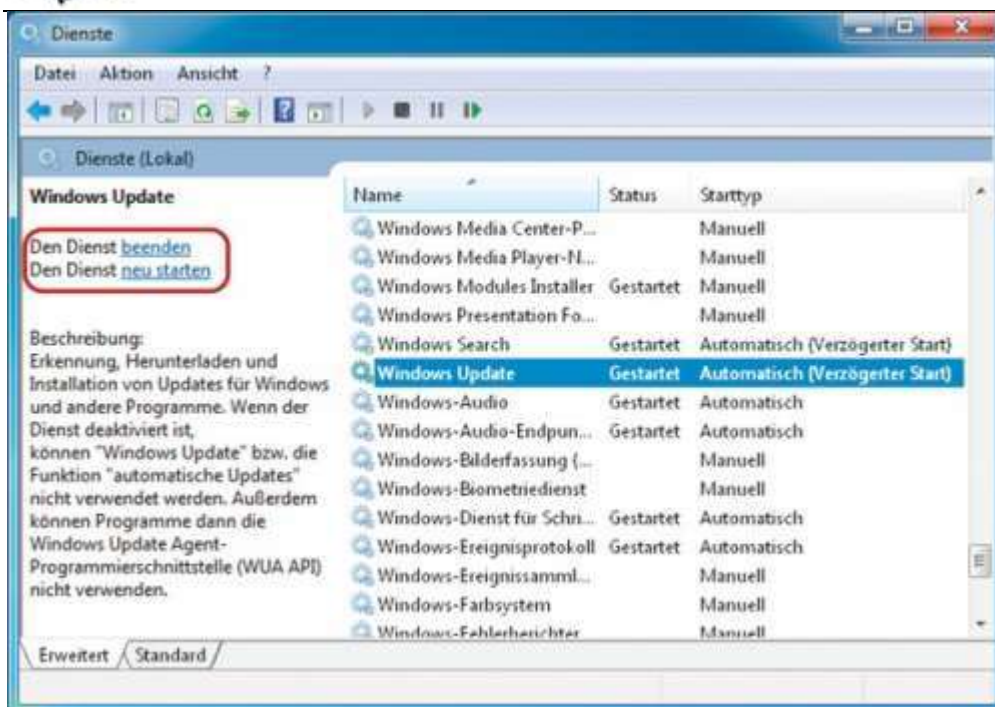 Dienste
Datei Aktion Ansicht ?
Dienste (Lokal)
Windows Update
Den Dienst beenden
Den Dienst neu starten
Beschreibung:
Erkennung, Herunterladen und
Installation von Updates für Windows
und andere Programme. Wenn der
Dienst deaktiviert ist,
können "Windows Update" bzw. die
Funktion "automatische Updates"
nicht verwendet werden. Außerdem
können Programme dann die
Windows Update Agent-
Programmierschnittstelle (WUA API)
nicht verwenden.
Name Status Starttyp
Windows Media Center-P... Manuell
Windows Media Player-N... Manuell
Windows Modules Installer Gestartet Manuell
Windows Presentation Fo... Manuell
Windows Search Gestartet Automatisch (Verzögerter Start)
Windows Update Gestartet Automatisch (Verzögerter Start)
Windows-Audio Gestartet Automatisch
Windows-Audio-Endpun... Gestartet Automatisch
Windows-Bilderfassung (... Manuell
Windows-Biometriedienst Manuell
Windows-Dienst für Schri... Gestartet Automatisch
Windows-Ereignisprotokoll Gestartet Automatisch
Windows-Ereignissamml... Manuell
Windows-Farbsystem Manuell
Windows-Fehlerberichter Manuell
Erweitert Standard